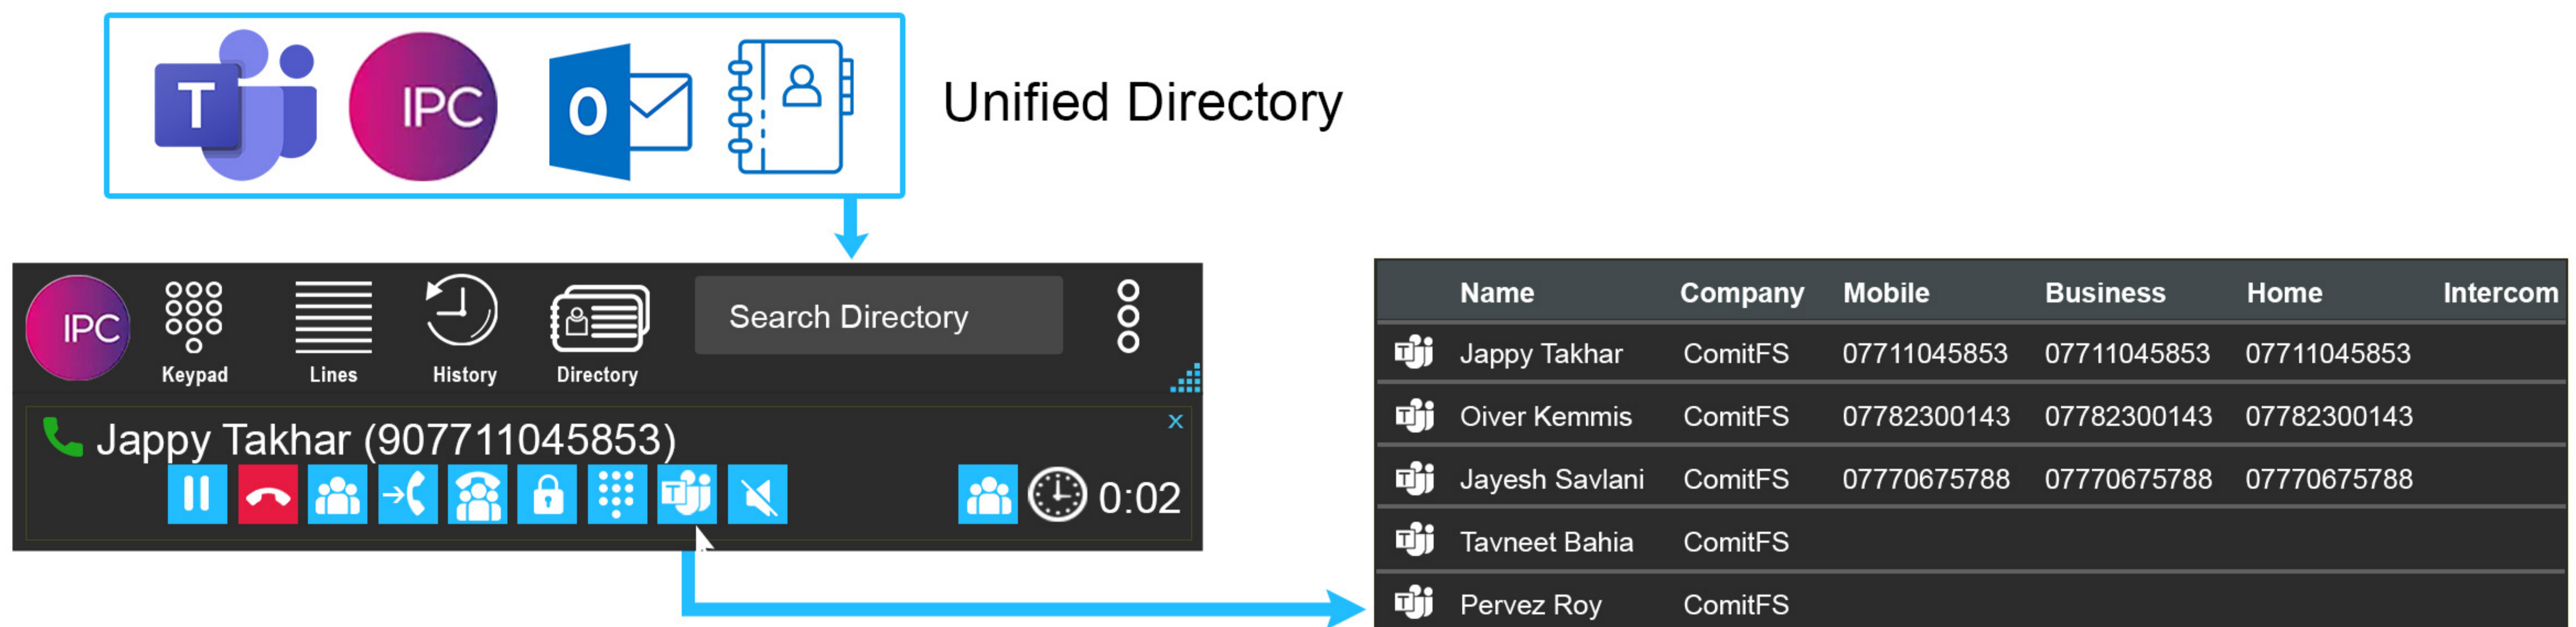 T IPC O Unified Directory
IPC Keypad Lines History Directory Search Directory
Jappy Takhar (907711045853) x
0:02
Name Company Mobile Business Home Intercom
Jappy Takhar ComitFS 07711045853 07711045853 07711045853
Oiver Kemmis ComitFS 07782300143 07782300143 07782300143
Jayesh Savlani ComitFS 07770675788 07770675788 07770675788
Tavneet Bahia ComitFS
Pervez Roy ComitFS